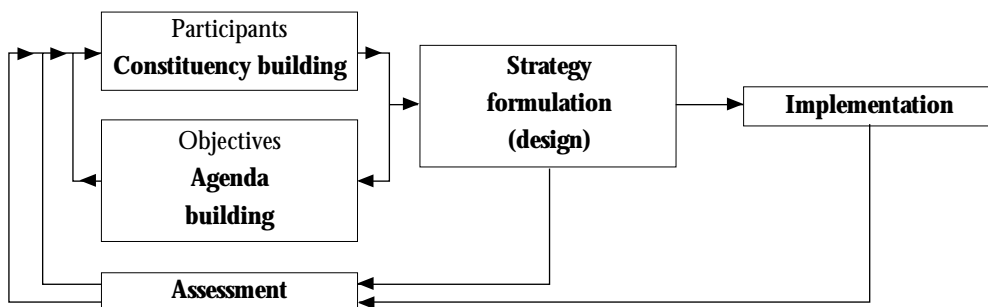 Participants
Constituency building
Objectives
Agenda
building
Strategy
formulation
(design)
Implementation
Assessment